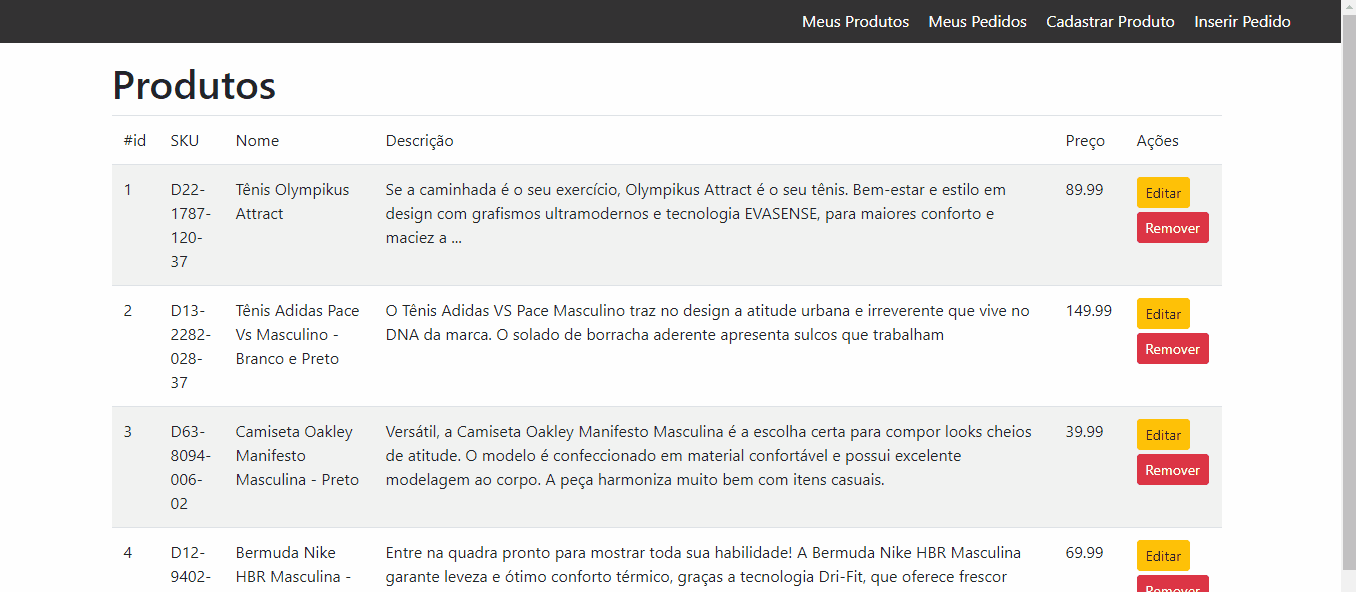 Meus Produtos Meus Pedidos Cadastrar Produto Inserir Pedido
Produtos
#id SKU Nome Descrição Preço Ações
1 D22- Tênis Olympikus Se a caminhada é o seu exercício, Olympikus Attract é o seu tênis. Bem-estar e estilo em 89.99 Editar
1787- Attract design com grafismos ultramodernos e tecnologia EVASENSE, para maiores conforto e Remover
120- maciez a ...
37
2 D13- Tênis Adidas Pace O Tênis Adidas VS Pace Masculino traz no design a atitude urbana e irreverente que vive no 149.99 Editar
2282- Vs Masculino - DNA da marca. O solado de borracha aderente apresenta sulcos que trabalham Remover
028- Branco e Preto
37
3 D63- Camiseta Oakley Versátil, a Camiseta Oakley Manifesto Masculina é a escolha certa para compor looks cheios 39.99 Editar
8094- Manifesto de atitude. O modelo é confeccionado em material confortável e possui excelente Remover
006- Masculina - Preto modelagem ao corpo. A peça harmoniza muito bem com itens casuais.
02
4 D12- Bermuda Nike Entre na quadra pronto para mostrar toda sua habilidade! A Bermuda Nike HBR Masculina 69.99 Editar
9402- HBR Masculina - garante leveza e ótimo conforto térmico, graças a tecnologia Dri-Fit, que oferece frescor Remover